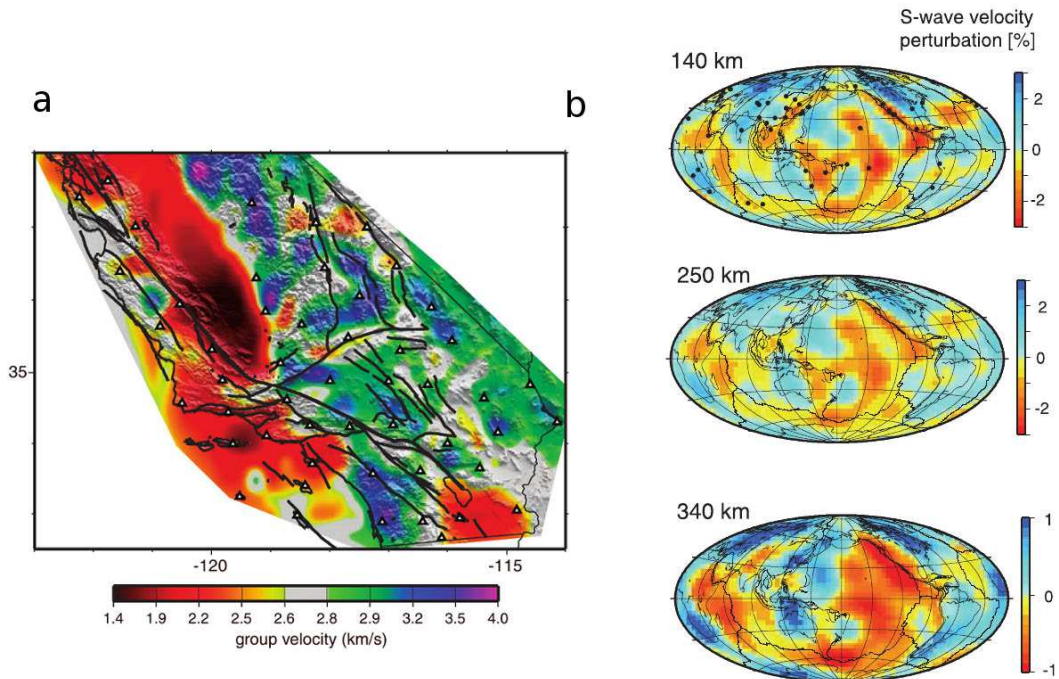 a
35
-120
-115
1.4 1.9 2.2 2.5 2.6 2.8 2.9 3.2 3.5 4.0
group velocity (km/s)
b
S-wave velocity
perturbation [%]
140 km
2
0
-2
250 km
2
0
-2
340 km
1
0
-1